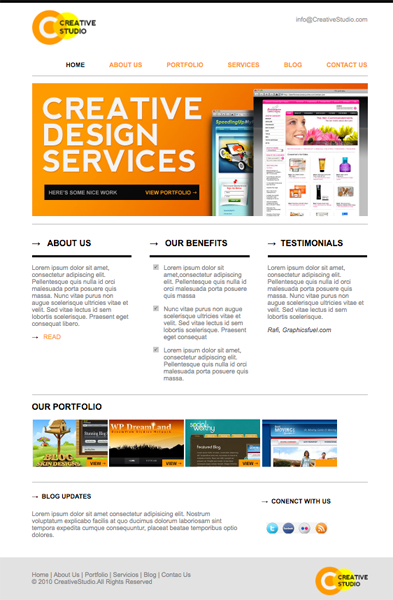 CREATIVE
STUDIO
info@CreativeStudio.com
HOME ABOUT US PORTFOLIO SERVICES BLOG CONTACT US
CREATIVE
DESIGN
SERVICES
HERE'S SOME NICE WORK VIEW PORTFOLIO →
→ ABOUT US
Lorem ipsum dolor sit amet,
consectetur adipiscing elit.
Pellentesque quis nulla id orci
malesuada porta posuere quis
massa. Nunc vitae purus non
augue scelerisque ultricies vitae et
velit. Sed vitae lectus id sem
lobortis scelerisque. Praesent eget
consequat libero.
→ READ
→ OUR BENEFITS
Lorem ipsum dolor sit
amet,consectetur adipiscing
elit. Pellentesque quis nulla id
orci malesuada porta posuere
quis massa
Nunc vitae purus non augue
scelerisque ultricies vitae et
velit. Sed vitae lectus id sem
lobortis scelerisque. Praesent
eget consequat
Lorem ipsum dolor sit
amet, consectetur adipiscing
elit. Pellentesque quis nulla id
orci malesuada porta posuere
quis massa.
→ TESTIMONIALS
Lorem ipsum dolor sit amet,
consectetur adipiscing elit.
Pellentesque quis nulla id orci
malesuada porta posuere quis
massa. Nunc vitae purus non
augue scelerisque ultricies vitae et
velit. Sed vitae lectus id sem
lobortis scelerisque.
Rafi, Graphicsfuel.com
OUR PORTFOLIO
BLOG
SKIN DESIGNS
VIEW →
WP DreamLand
VIEW →
social
worthy
VIEW →
VIEW →
→ BLOG UPDATES
Lorem ipsum dolor sit amet consectetur adipisicing elit. Nostrum
voluptatum explicabo facilis at quo ducimus dolorum laboriosam sint
tempora expedita cumque consequuntur, placeat beatae temporibus optio
dolores.
→ CONENCT WITH US
Home | About Us | Portfolio | Servicios | Blog | Contac Us
© 2010 CreativeStudio.All Rights Reserved
CREATIVE
STUDIO